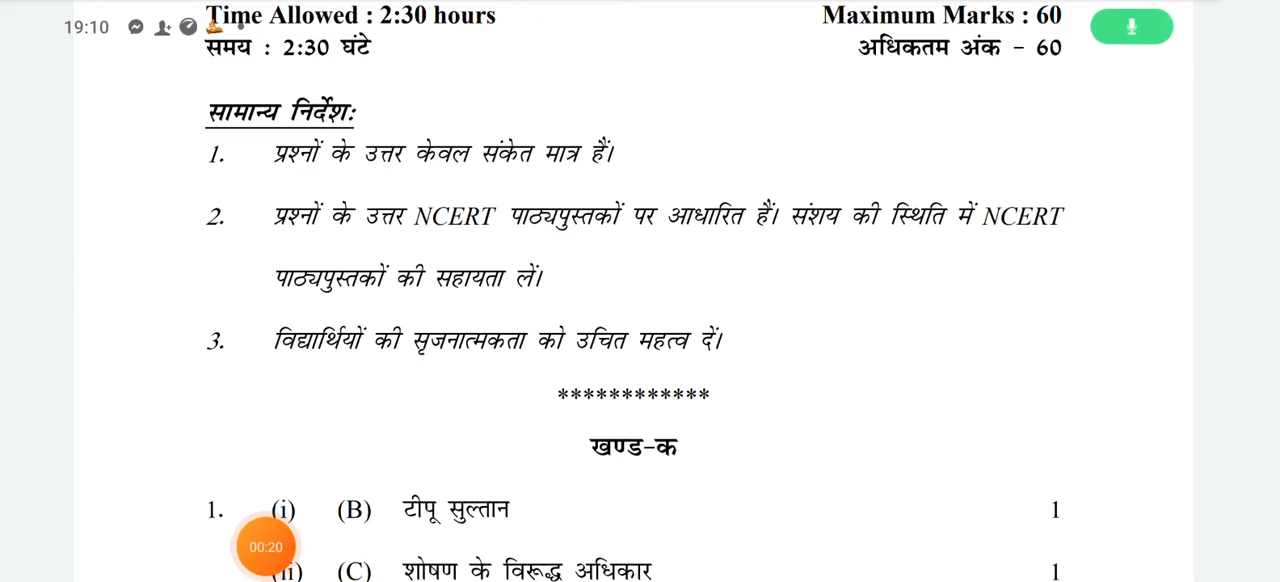 19:10
Time Allowed : 2:30 hours Maximum Marks : 60
समय : 2:30 घंटे अधिकतम अंक - 60
सामान्य निर्देशः
1. प्रश्नों के उत्तर केवल संकेत मात्र हैं।
2. प्रश्नों के उत्तर NCERT पाठ्यपुस्तकों पर आधारित हैं। संशय की स्थिति में NCERT
पाठ्यपुस्तकों की सहायता लें।
3. विद्यार्थियों की सृजनात्मकता को उचित महत्व दें।
************
खण्ड-क
1. (i) (B) टीपू सुल्तान 1
00:20
(ii) (C) शोषण के विरूद्ध अधिकार 1